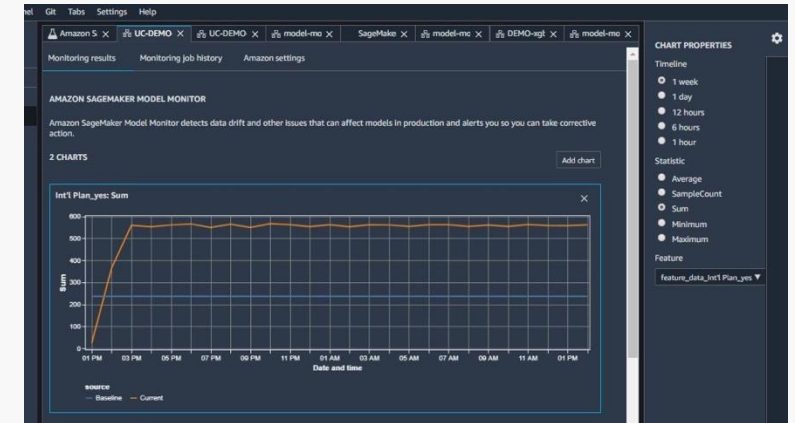 Git Tabs Settings Help
Amazon S
UC-DEMO
UC-DEMO
model-mo
SageMake
model-mc
DEMO-xgl
model-mo
Monitoring results
Monitoring job history
Amazon settings
AMAZON SAGEMAKER MODEL MONITOR
Amazon SageMaker Model Monitor detects data drift and other issues that can affect models in production and alerts you so you can take corrective
action.
2 CHARTS
Add chart
Int'l Plan_yes: Sum
600
500
400
300
200
100
0
Sum
01 PM 03 PM 05 PM 07 PM 09 PM 11 PM 01 AM 03 AM 05 AM 07 AM 09 AM 11 AM 01 PM
Date and time
source
Baseline
Current
CHART PROPERTIES
Timeline
1 week
1 day
12 hours
6 hours
1 hour
Statistic
Average
SampleCount
Sum
Minimum
Maximum
Feature
feature_data_Int'l Plan_yes